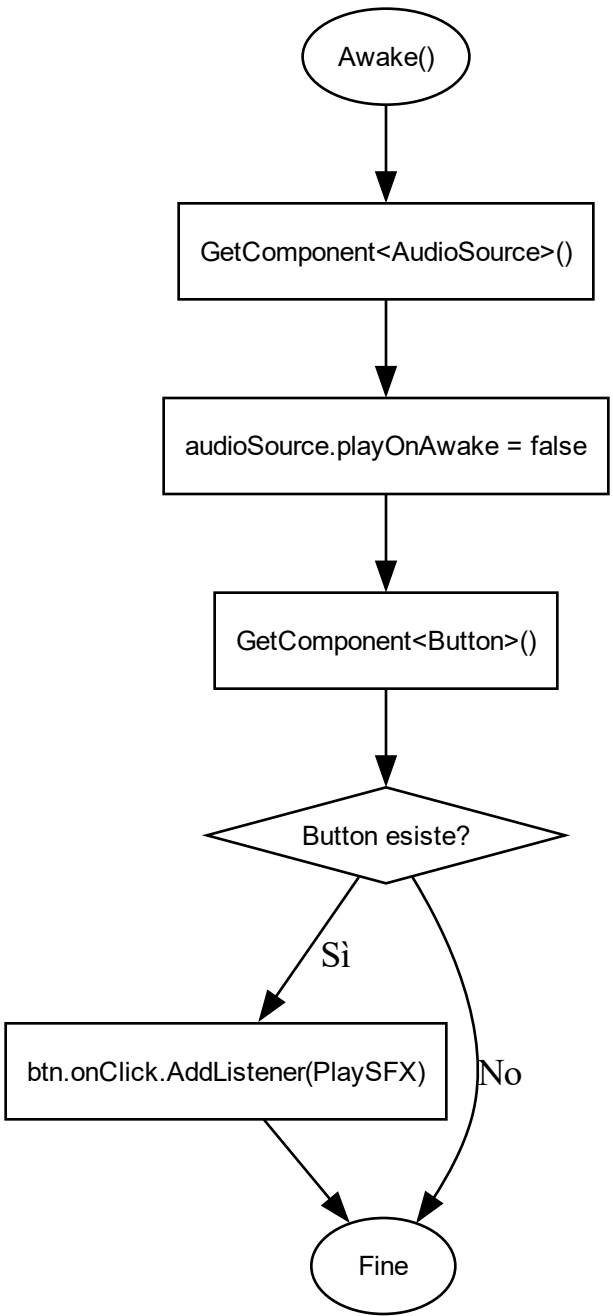 Awake()
GetComponent<AudioSource>()
audioSource.playOnAwake = false
GetComponent<Button>()
Button esiste?
Sì
btn.onClick.AddListener(PlaySFX)
No
Fine